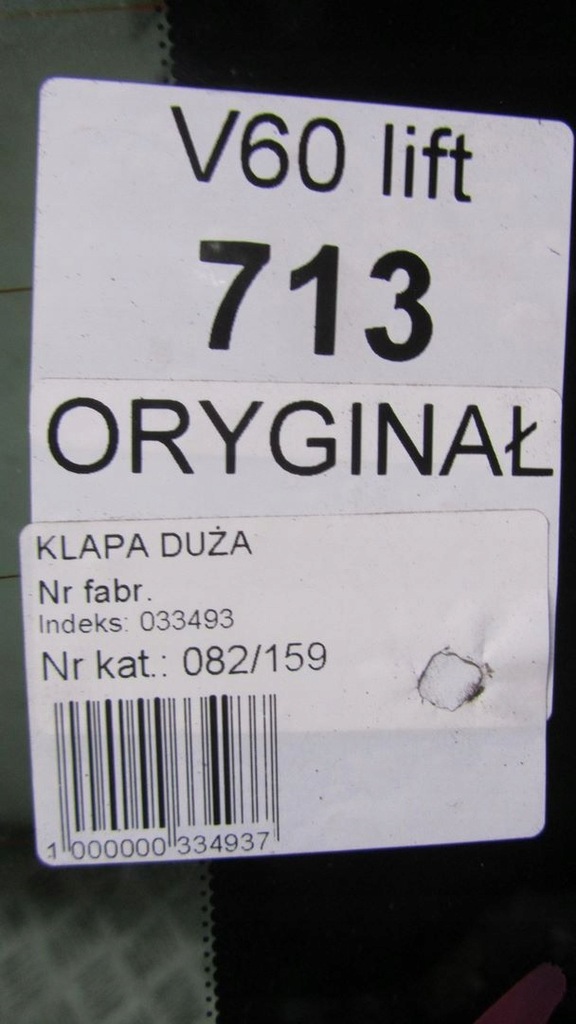 V60 lift
713
ORYGINAŁ
KLAPA DUŻA
Nr fabr.
Indeks: 033493
Nr kat.: 082/159
1 000000 334937